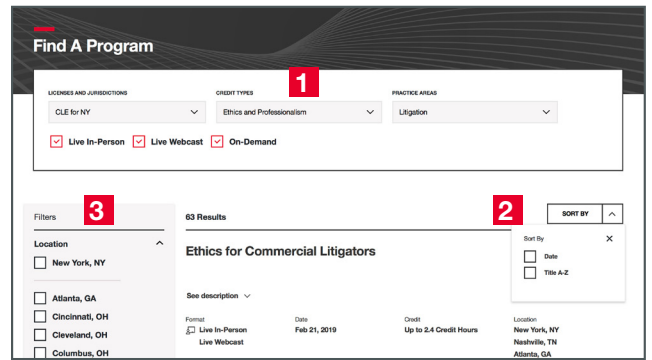 Find A Program
1
LICENSES AND JURISDICTIONS
CREDIT TYPES
PRACTICE AREAS
CLE for NY
Ethics and Professionalism
Litigation
Live In-Person
Live Webcast
On-Demand
3
Filters
Location
New York, NY
Atlanta, GA
Cincinnati, OH
Cleveland, OH
Columbus, OH
63 Results
2
SORT BY
Sort By
Date
Title A-Z
Ethics for Commercial Litigators
See description
Format
Live In-Person
Live Webcast
Date
Feb 21, 2019
Credit
Up to 2.4 Credit Hours
Location
New York, NY
Nashville, TN
Atlanta, GA